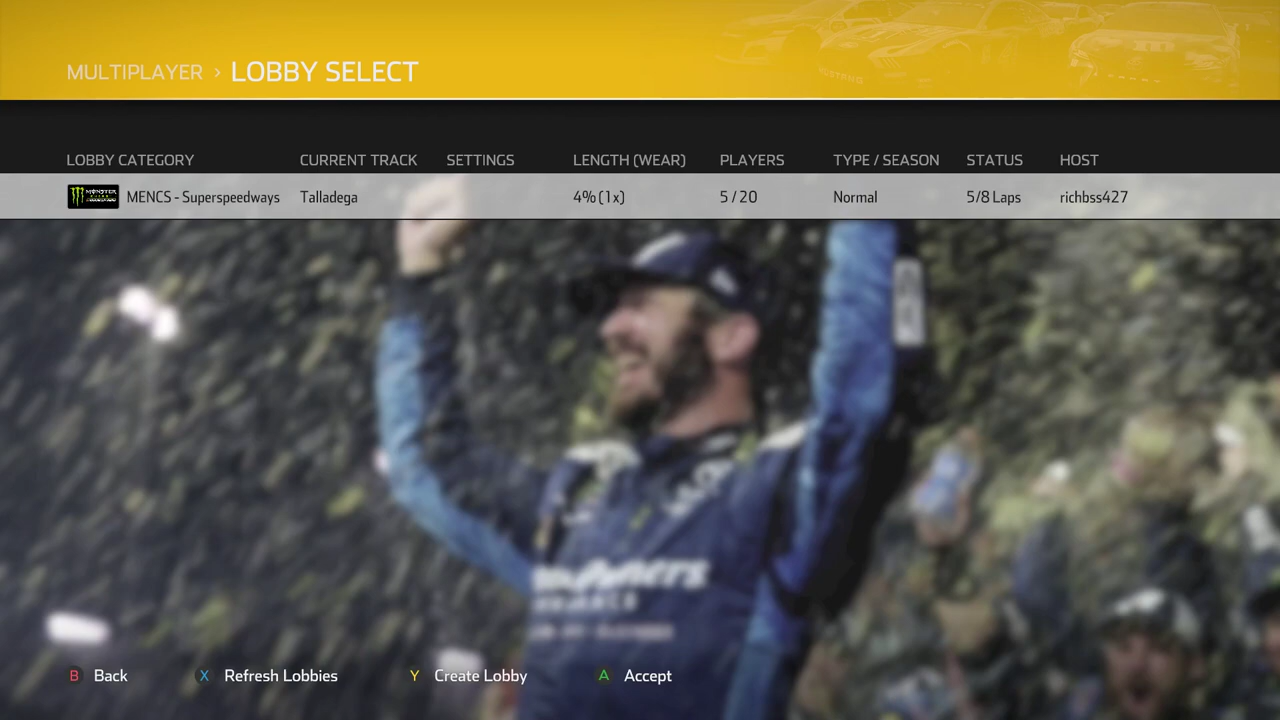 MULTIPLAYER › LOBBY SELECT
LOBBY CATEGORY CURRENT TRACK SETTINGS LENGTH (WEAR) PLAYERS TYPE / SEASON STATUS HOST
MONSTER MENCS - Superspeedways Talladega 4% (1x) 5 / 20 Normal 5/8 Laps richbss427
B Back X Refresh Lobbies Y Create Lobby A Accept